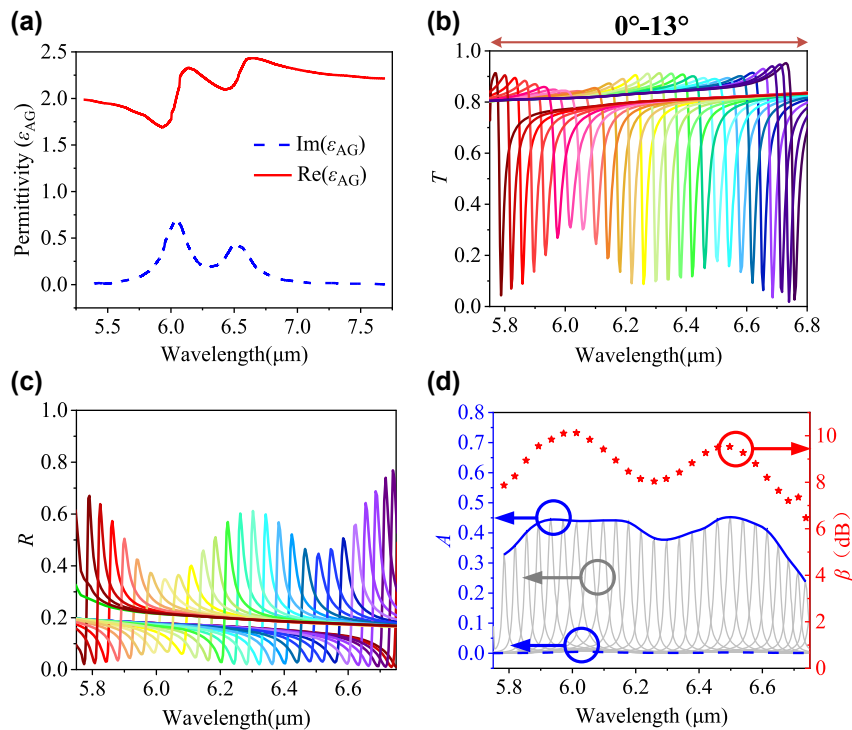 (a)
2.5
2.0
1.5
1.0
0.5
0.0
Permittivity (εAG)
Im(εAG)
Re(εAG)
5.5 6.0 6.5 7.0 7.5
Wavelength(μm)
(b)
0°-13°
1.0
0.8
0.6
0.4
0.2
0.0
T
5.8 6.0 6.2 6.4 6.6 6.8
Wavelength(μm)
(c)
1.0
0.8
0.6
0.4
0.2
0.0
R
5.8 6.0 6.2 6.4 6.6
Wavelength(μm)
(d)
0.8
0.7
0.6
0.5
0.4
0.3
0.2
0.1
0.0
A
10
8
6
4
2
0
β (dB)
5.8 6.0 6.2 6.4 6.6
Wavelength (μm)